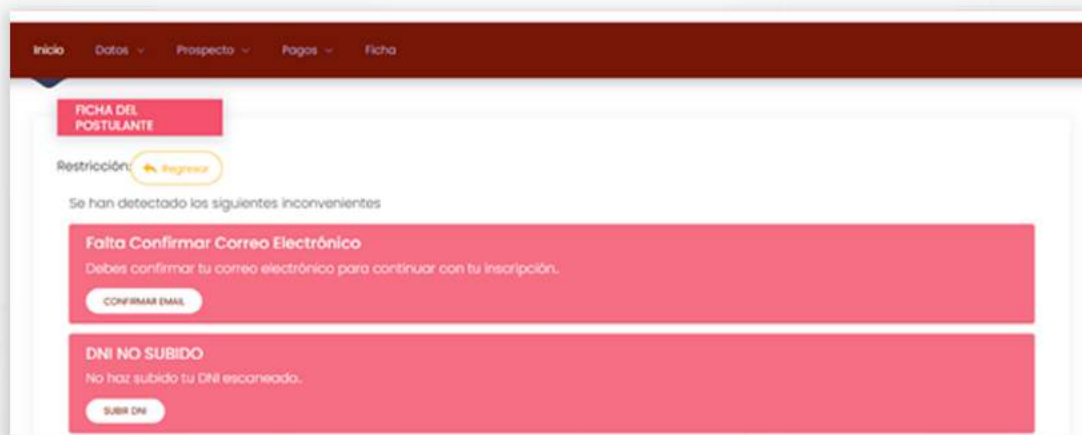 Inicio Datos Prospecto Pagos Ficha
FICHA DEL
POSTULANTE
Restricción: Regresar
Se han detectado los siguientes inconvenientes
Falta Confirmar Correo Electrónico
Debes confirmar tu correo electrónico para continuar con tu inscripción.
CONFIRMAR EMAIL
DNI NO SUBIDO
No haz subido tu DNI escaneado.
SUBIR DNI